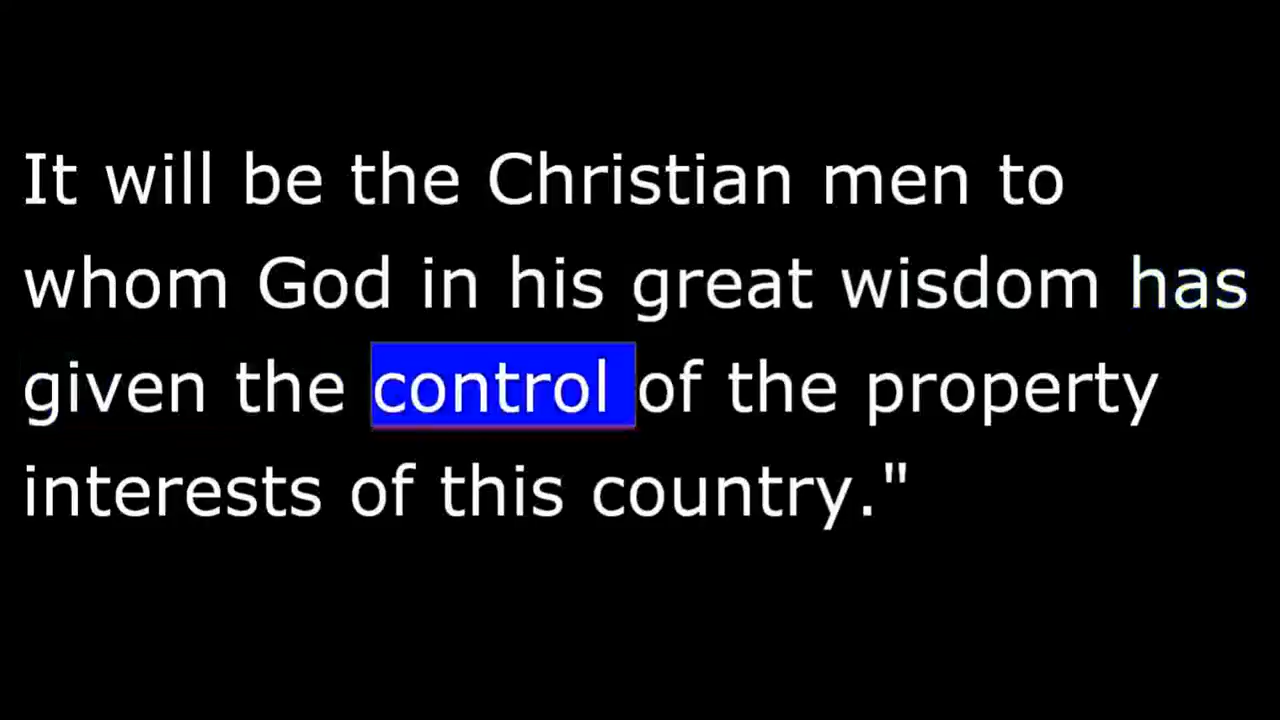 It will be the Christian men to
whom God in his great wisdom has
given the control of the property
interests of this country."